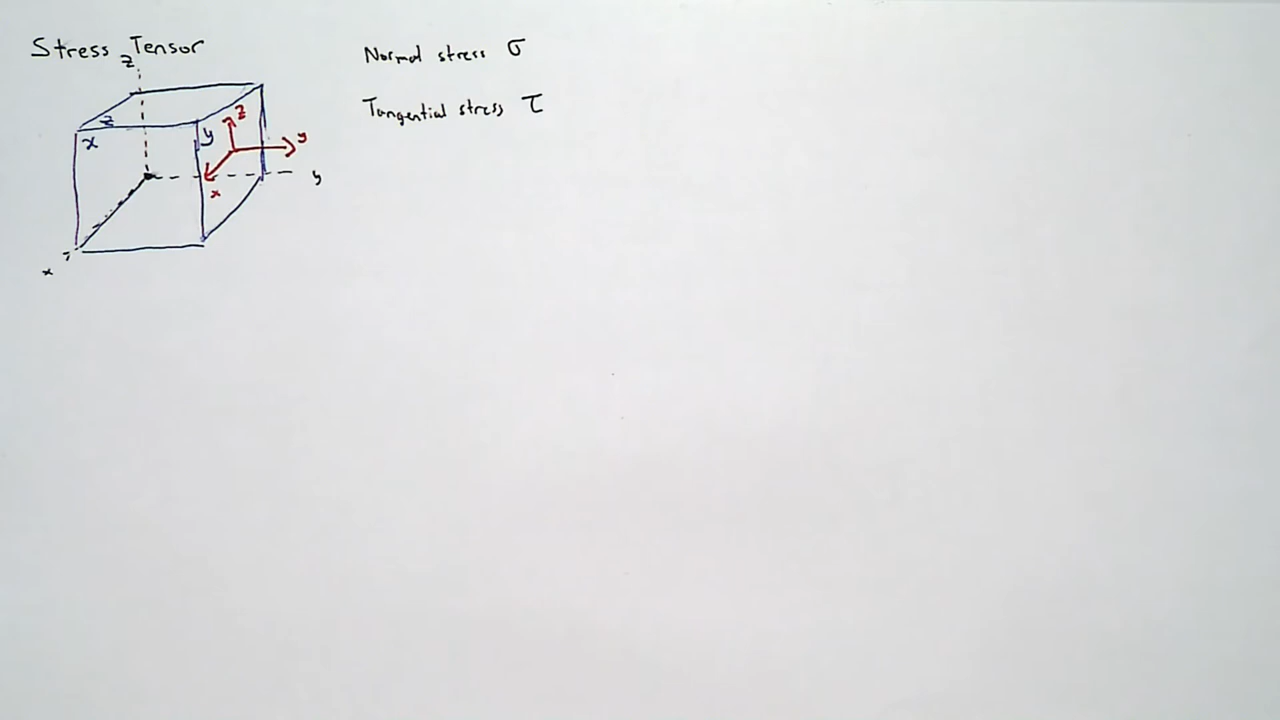 Stress Tensor
Normal stress σ
Tangential stress τ
z
z
x
y
z
y
x
y
x